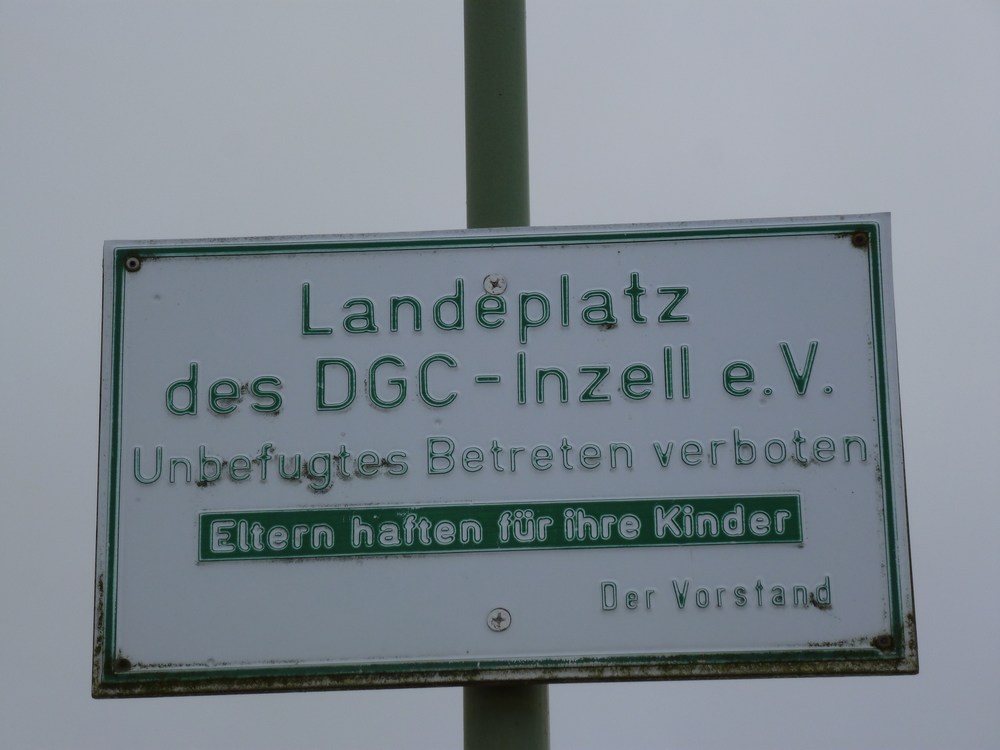 Landeplatz
des DGC-Inzell e.V.
Unbefugtes Betreten verboten
Eltern haften für ihre Kinder
Der Vorstand